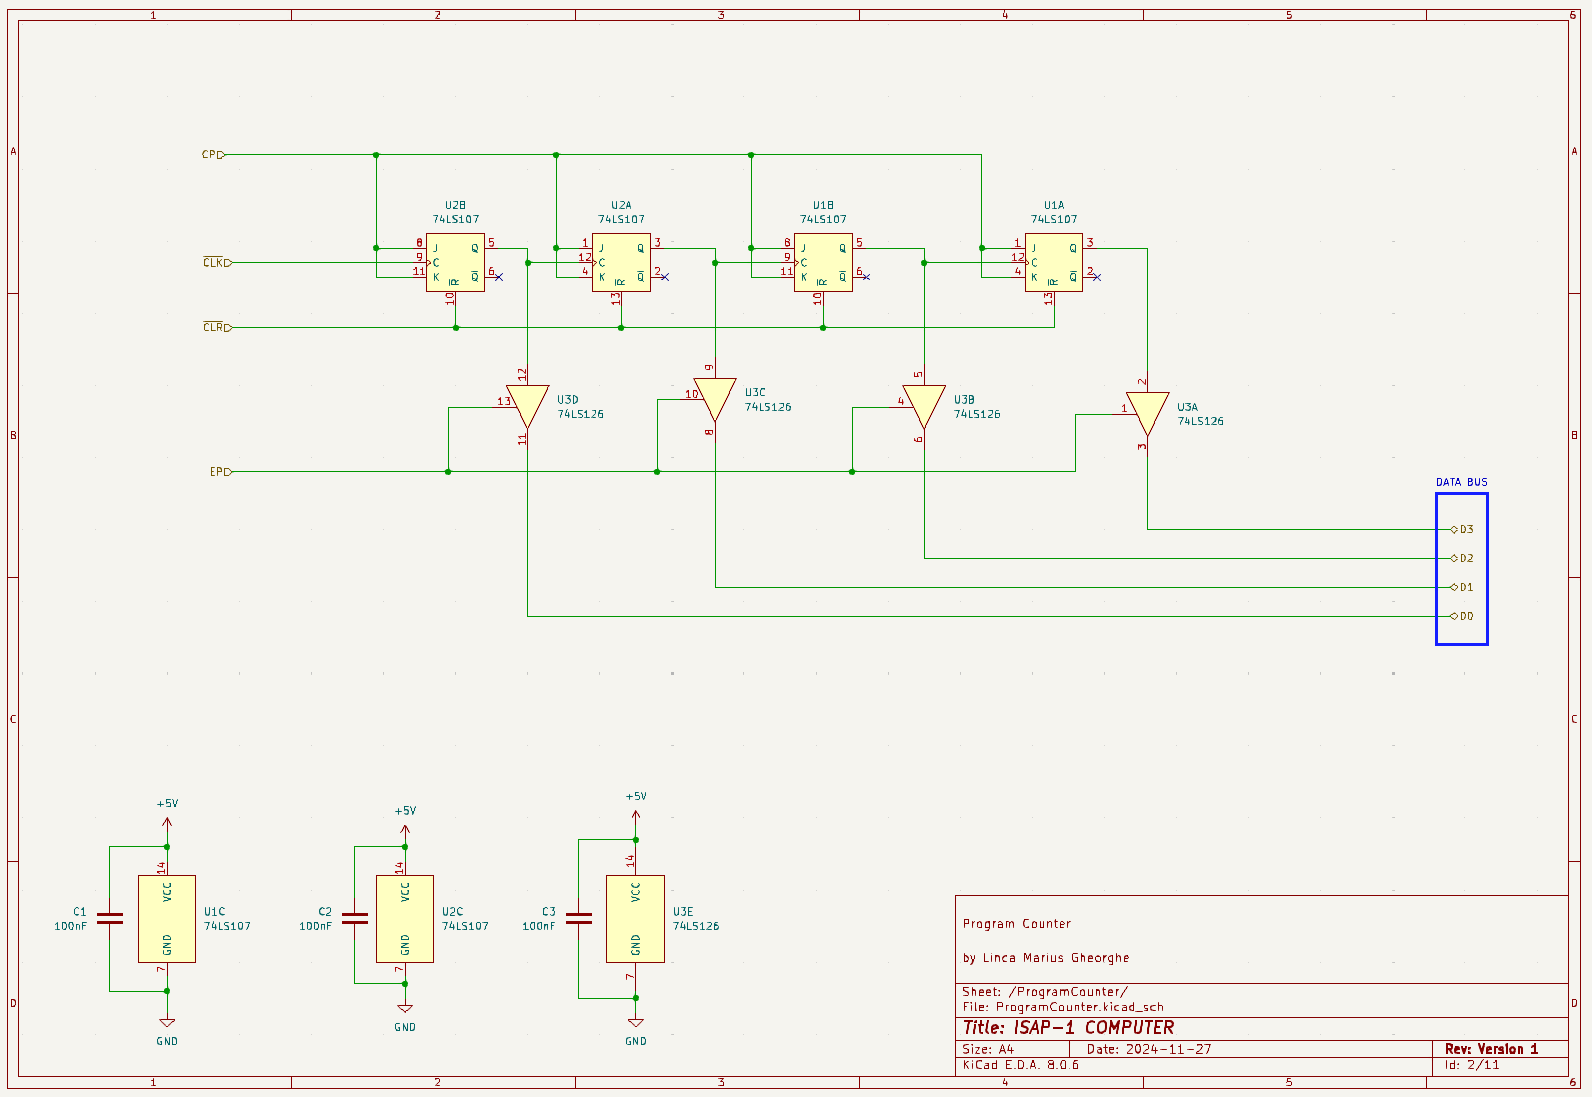 1 2 3 4 5 6
A A
CP
U2B U2A U1B U1A
74LS107 74LS107 74LS107 74LS107
8 J Q 5 1 J Q 3 8 J Q 5 1 J Q 3
CLK 9 C 12 C 9 C 12 C
11 K Q 6 4 K Q 2 11 K Q 6 4 K Q 2
R R R R
10 13 10 13
CLR
12 9 5 2
13 U3D 10 U3C 4 U3B 1 U3A
74LS126 74LS126 74LS126 74LS126
11 8 6 3
B B
EP
DATA BUS
D3
D2
D1
D0
C C
+5V +5V +5V
14 14 14
VCC VCC VCC
C1 U1C C2 U2C C3 U3E
100nF 74LS107 100nF 74LS107 100nF 74LS126
GND GND GND
7 7 7
GND GND GND
D D
Program Counter
by Linca Marius Gheorghe
Sheet: /ProgramCounter/
File: ProgramCounter.kicad_sch
Title: ISAP-1 COMPUTER
Size: A4 Date: 2024-11-27 Rev: Version 1
KiCad E.D.A. 8.0.6 Id: 2/11
1 2 3 4 5 6